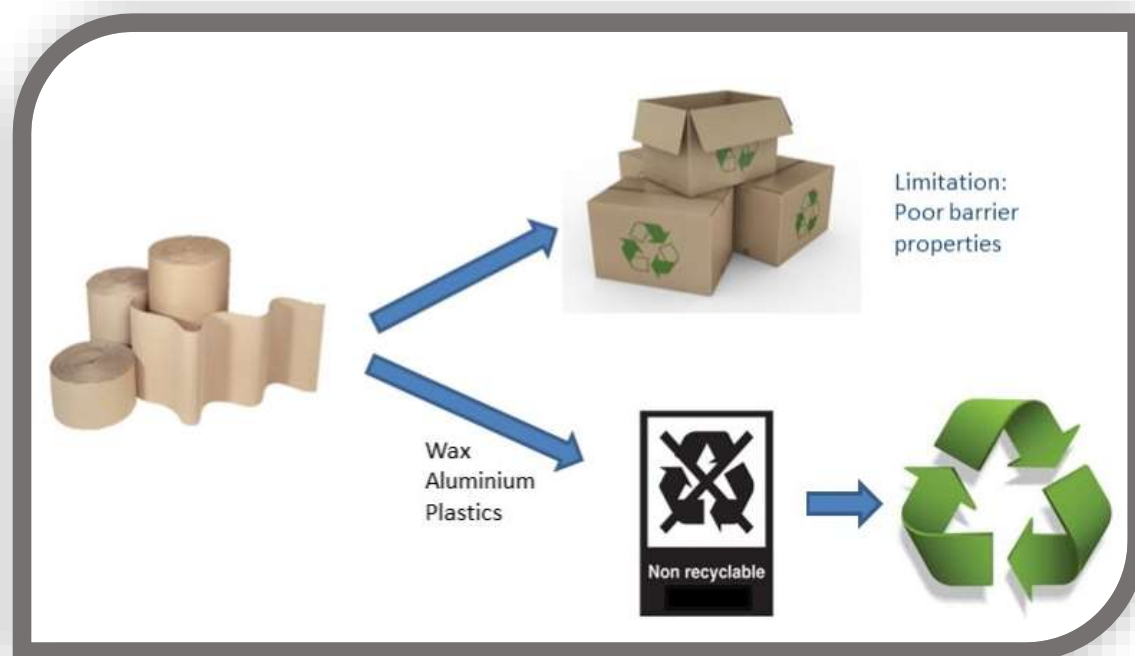 Limitation:
Poor barrier
properties
Wax
Aluminium
Plastics
Non recyclable